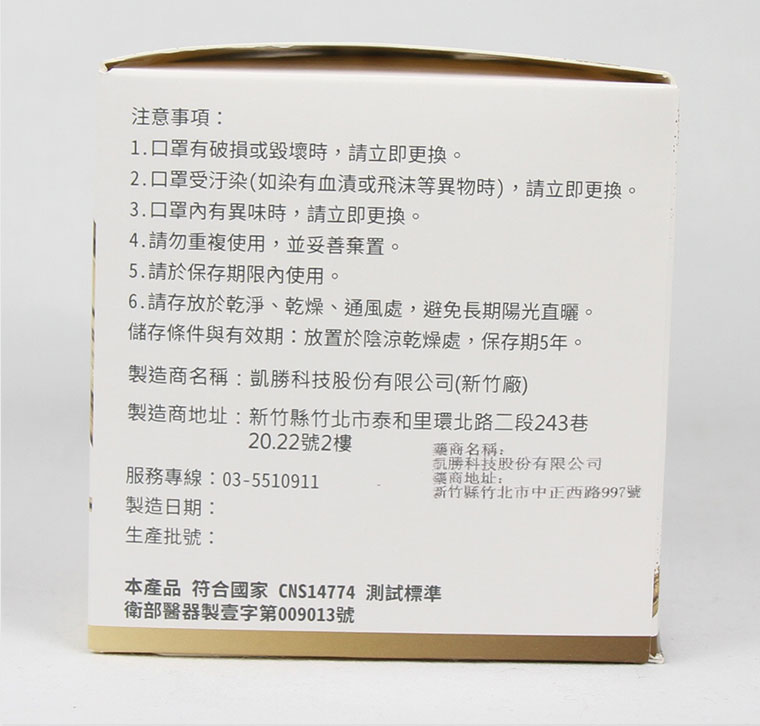 注意事項：
1.口罩有破損或毀壞時，請立即更換。
2.口罩受汙染(如染有血漬或飛沫等異物時)，請立即更換。
3.口罩內有異味時，請立即更換。
4.請勿重複使用，並妥善棄置。
5.請於保存期限內使用。
6.請存放於乾淨、乾燥、通風處，避免長期陽光直曬。
儲存條件與有效期：放置於陰涼乾燥處，保存期5年。
製造商名稱：凱勝科技股份有限公司(新竹廠)
製造商地址：新竹縣竹北市泰和里環北路二段243巷
20.22號2樓
藥商名稱：
凱勝科技股份有限公司
藥商地址：
新竹縣竹北市中正西路997號
服務專線：03-5510911
製造日期：
生產批號：
本產品 符合國家 CNS14774 測試標準
衛部醫器製壹字第009013號